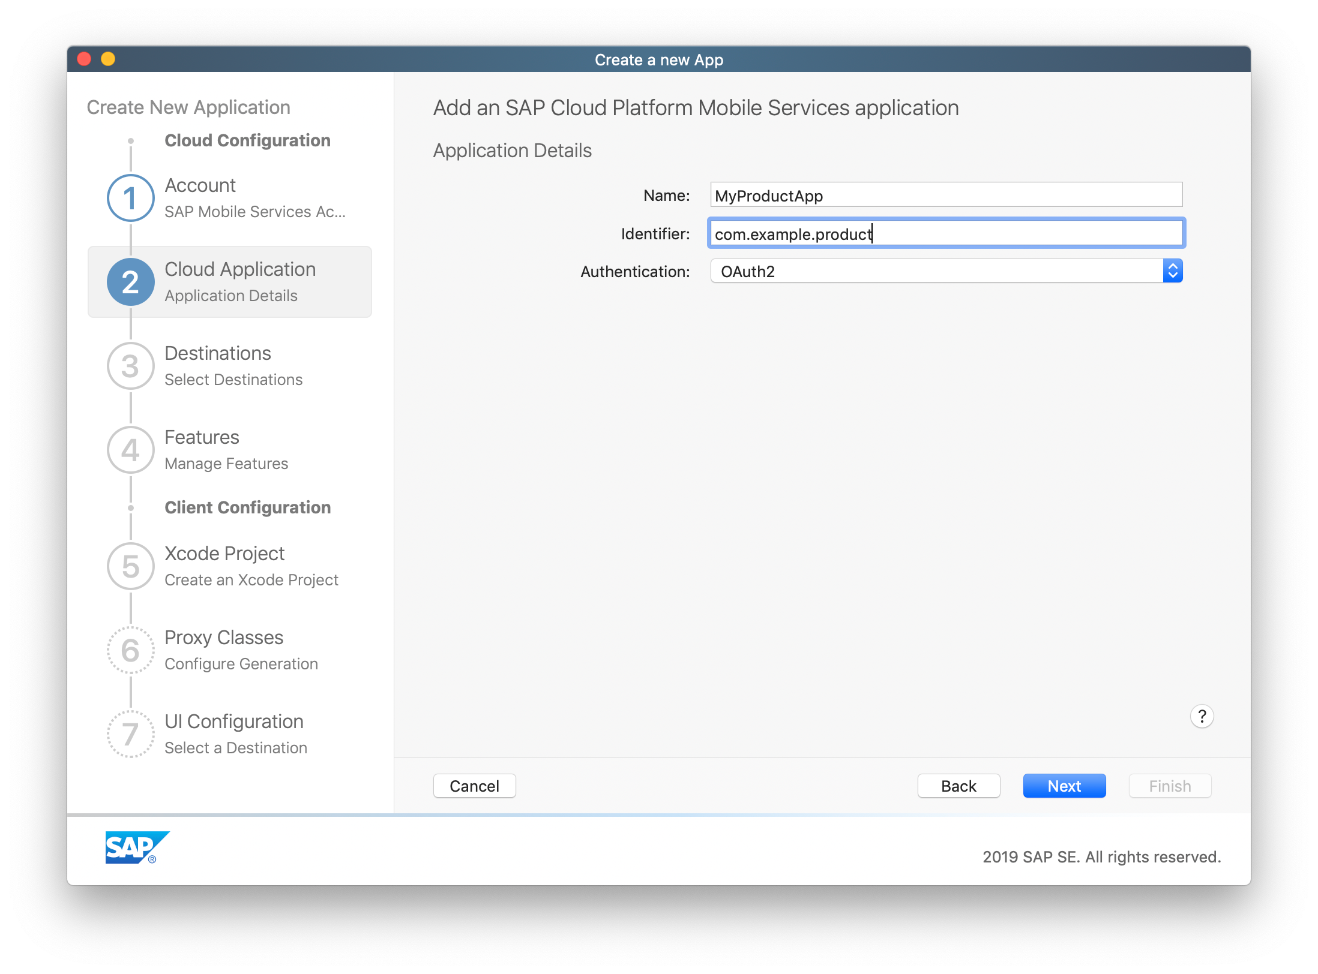 Create a new App
Create New Application
Cloud Configuration
1
Account
SAP Mobile Services Ac...
2
Cloud Application
Application Details
3
Destinations
Select Destinations
4
Features
Manage Features
Client Configuration
5
Xcode Project
Create an Xcode Project
6
Proxy Classes
Configure Generation
7
UI Configuration
Select a Destination
Add an SAP Cloud Platform Mobile Services application
Application Details
Name: MyProductApp
Identifier: com.example.product
Authentication: OAuth2
?
Cancel Back Next Finish
SAP®
2019 SAP SE. All rights reserved.